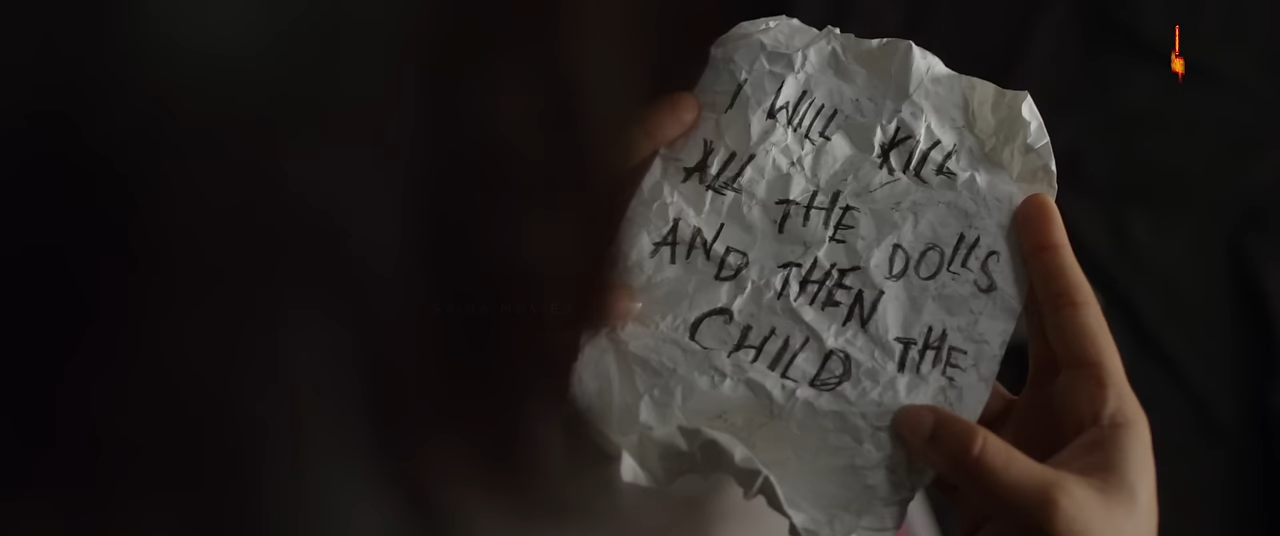 I WILL KILL
ALL THE DOLLS
AND THEN THE
CHILD